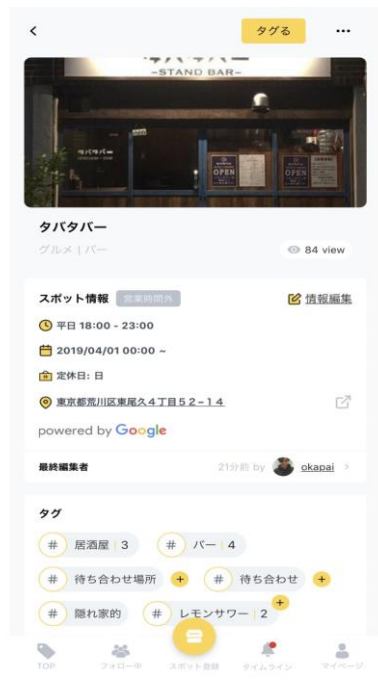 タグる
タバタバー
-STAND BAR-
タバタバー
OPEN
OPEN
タバタバー
グルメ | バー
84 view
スポット情報 営業時間外
情報編集
平日 18:00 - 23:00
2019/04/01 00:00 ~
定休日: 日
東京都荒川区東尾久4丁目52-14
powered by Google
最終編集者
21分前 by okapai
タグ
# 居酒屋 3
# バー 4
# 待ち合わせ場所 +
# 待ち合わせ +
# 隠れ家的
# レモンサワー 2 +
TOP
フォロー中
スポット登録
タイムライン
マイページ